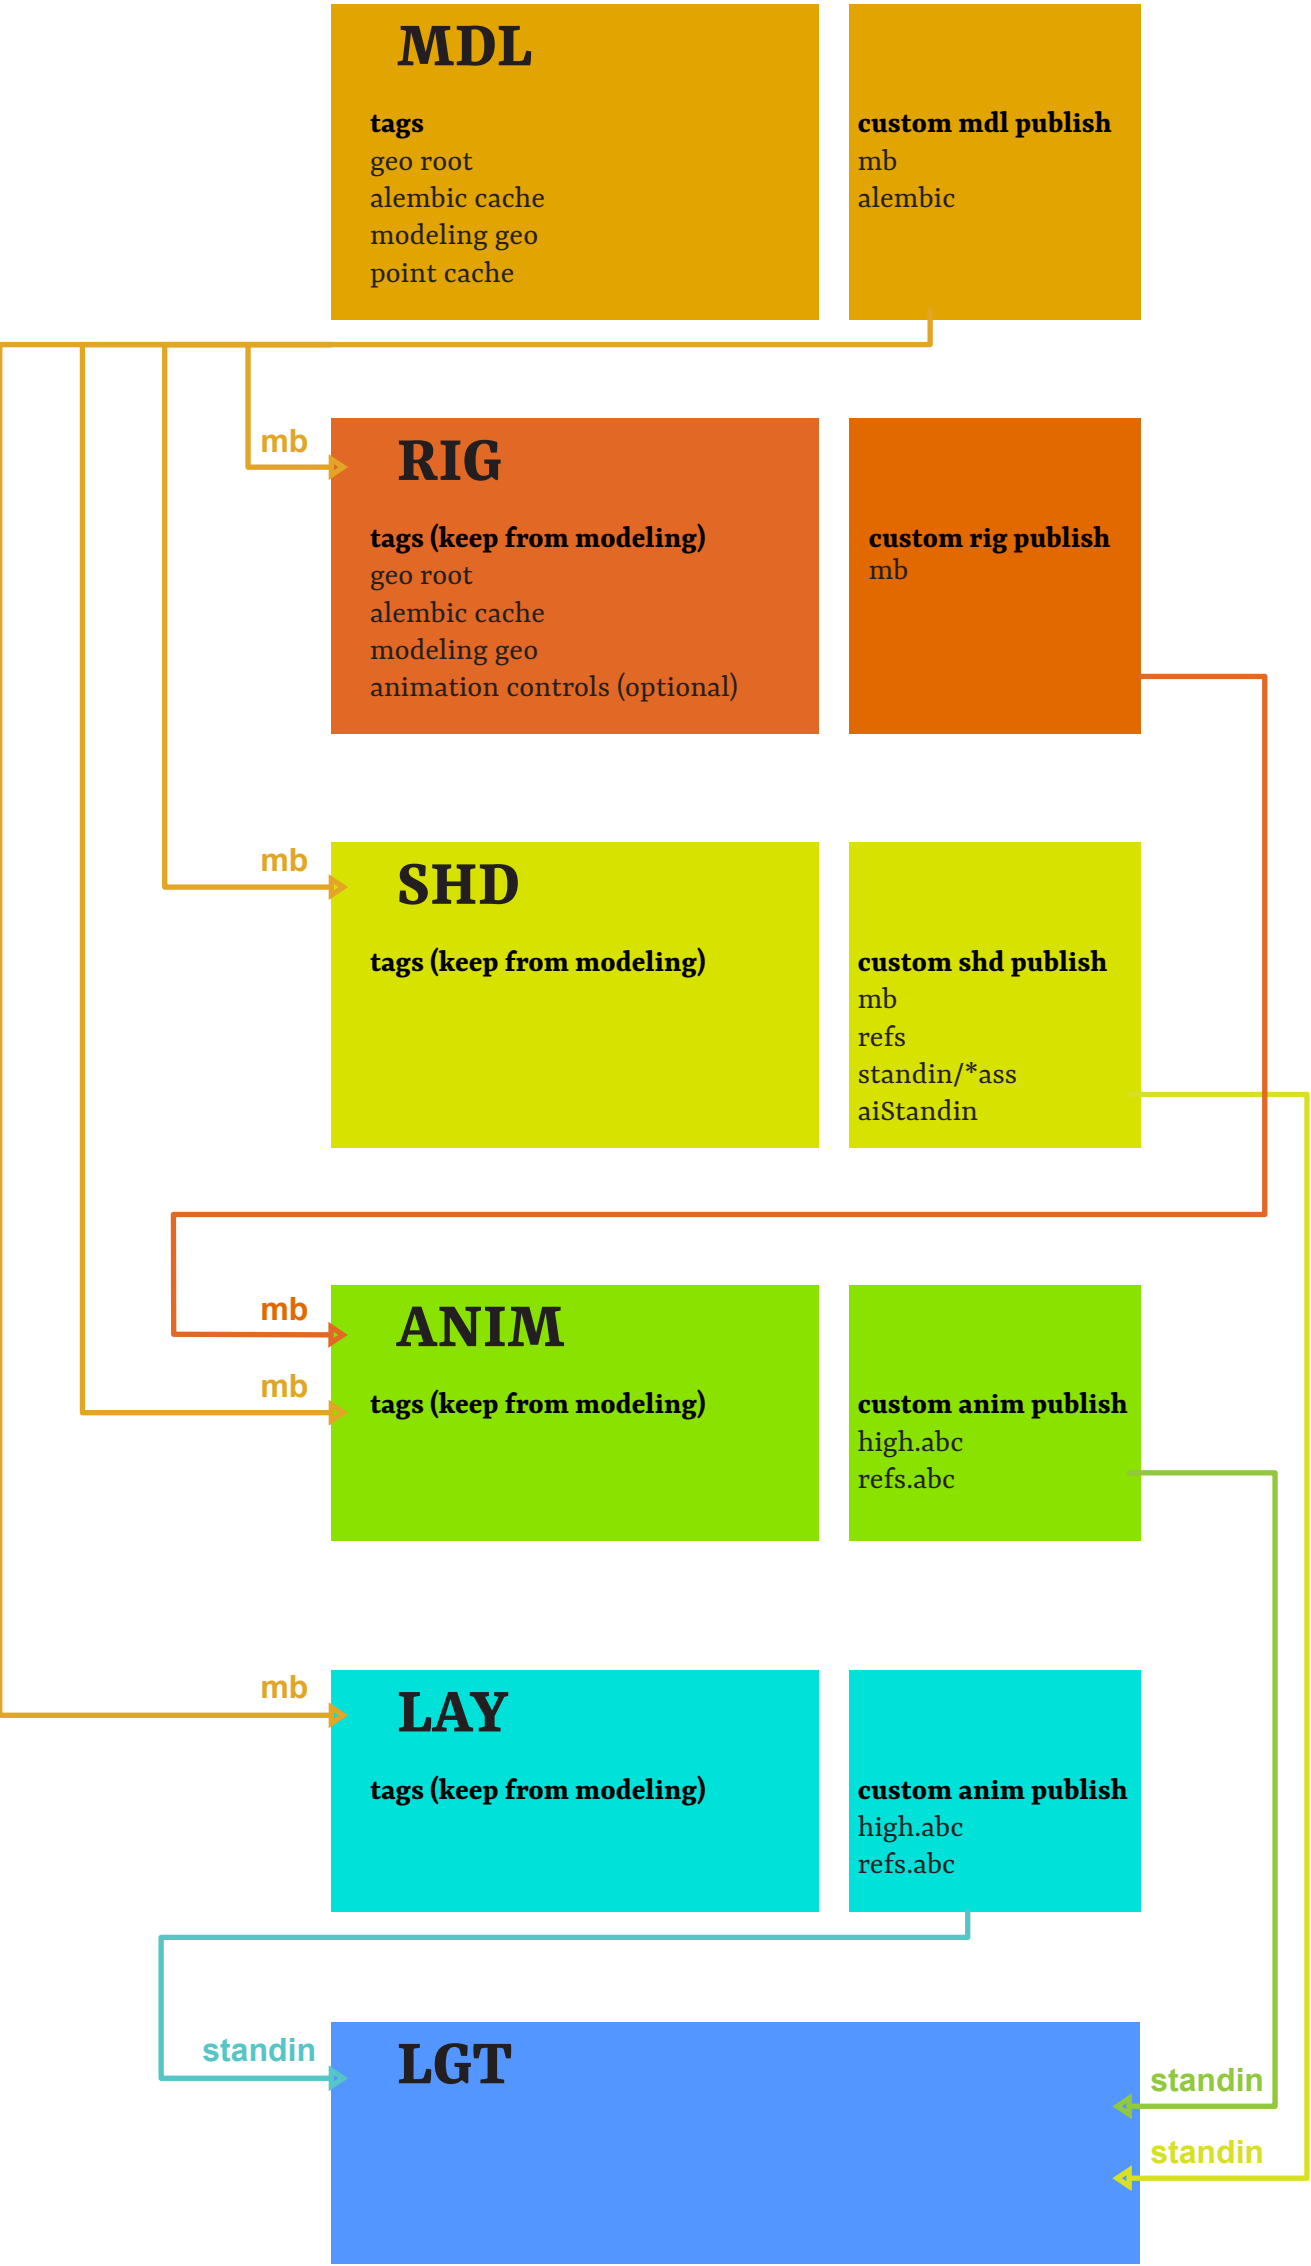 MDL
tags
geo root
alembic cache
modeling geo
point cache
custom mdl publish
mb
alembic
mb
RIG
tags (keep from modeling)
geo root
alembic cache
modeling geo
animation controls (optional)
custom rig publish
mb
mb
SHD
tags (keep from modeling)
custom shd publish
mb
refs
standin/*ass
aiStandin
mb
mb
ANIM
tags (keep from modeling)
custom anim publish
high.abc
refs.abc
mb
LAY
tags (keep from modeling)
custom anim publish
high.abc
refs.abc
standin
LGT
standin
standin